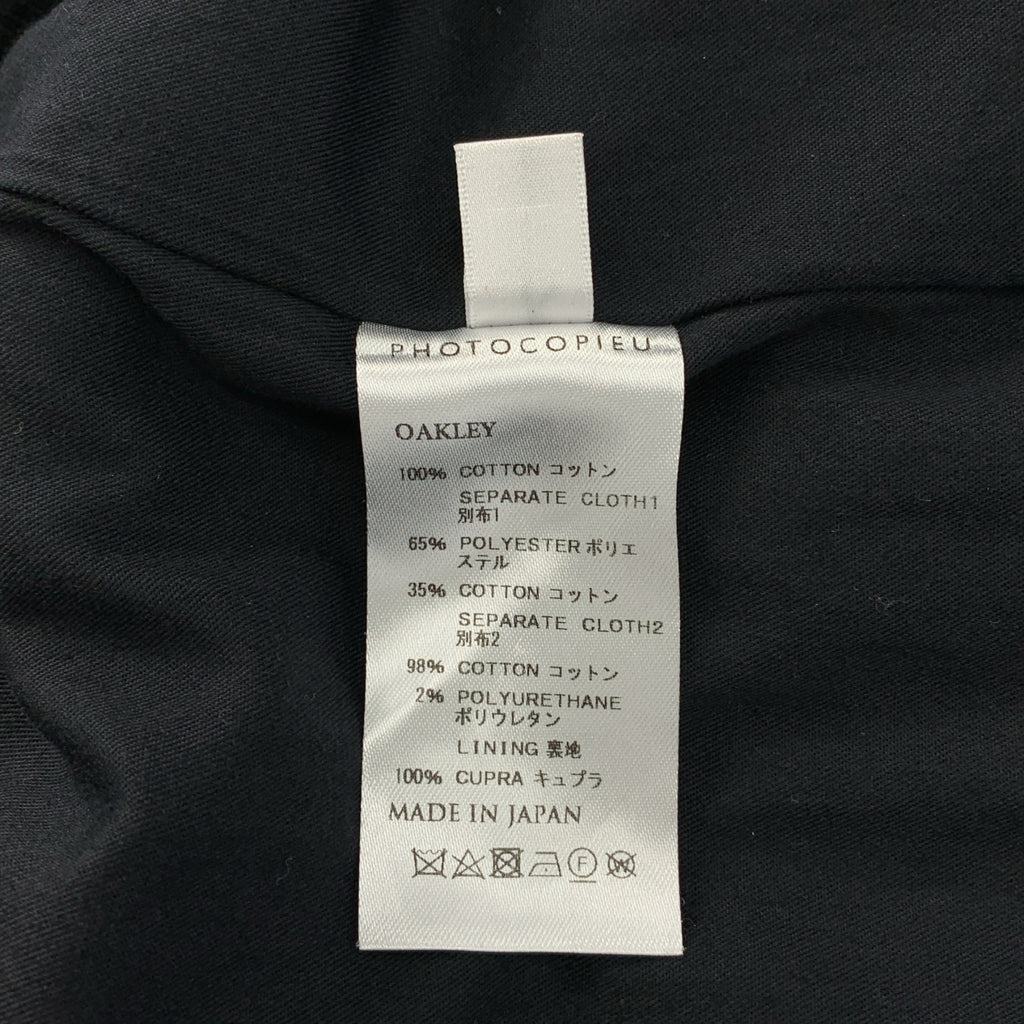 PHOTOCOPIEU
OAKLEY
100% COTTON コットン
SEPARATE CLOTH1
別布1
65% POLYESTER ポリエ
ステル
35% COTTON コットン
SEPARATE CLOTH2
別布2
98% COTTON コットン
2% POLYURETHANE
ポリウレタン
LINING 裏地
100% CUPRA キュプラ
MADE IN JAPAN
F W